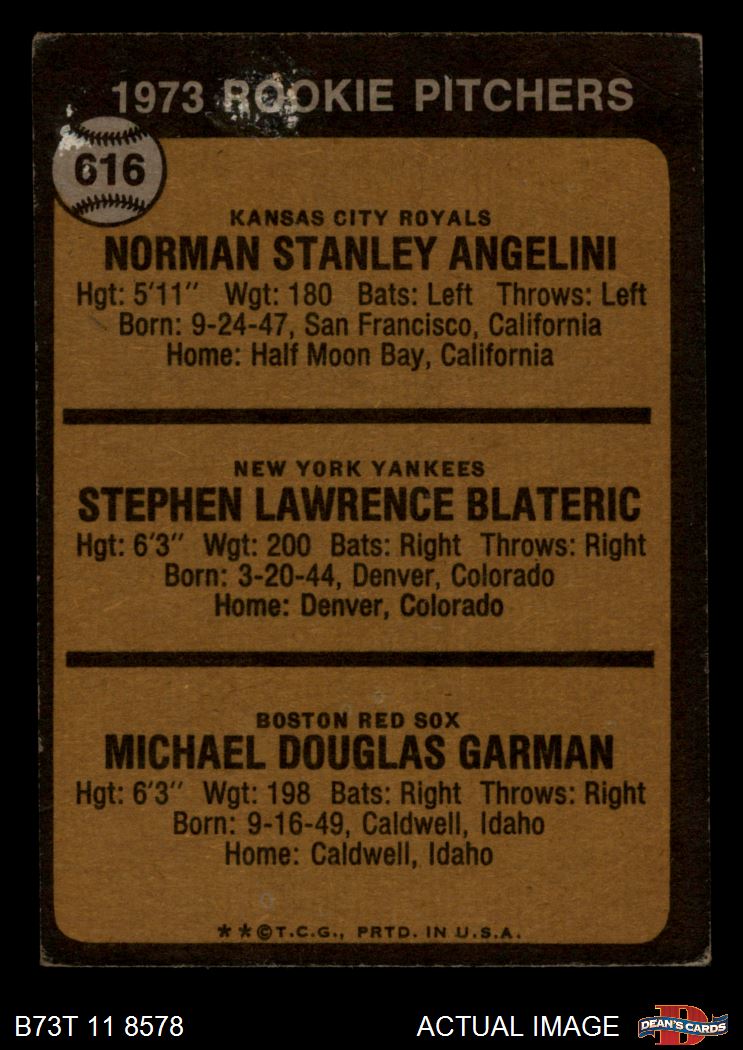 1973 ROOKIE PITCHERS
616
KANSAS CITY ROYALS
NORMAN STANLEY ANGELINI
Hgt: 5'11" Wgt: 180 Bats: Left Throws: Left
Born: 9-24-47, San Francisco, California
Home: Half Moon Bay, California
NEW YORK YANKEES
STEPHEN LAWRENCE BLATERIC
Hgt: 6'3" Wgt: 200 Bats: Right Throws: Right
Born: 3-20-44, Denver, Colorado
Home: Denver, Colorado
BOSTON RED SOX
MICHAEL DOUGLAS GARMAN
Hgt: 6'3" Wgt: 198 Bats: Right Throws: Right
Born: 9-16-49, Caldwell, Idaho
Home: Caldwell, Idaho
**©T.C.G., PRTD. IN U.S.A.
B73T 11 8578 ACTUAL IMAGE D DEAN'S CARDS